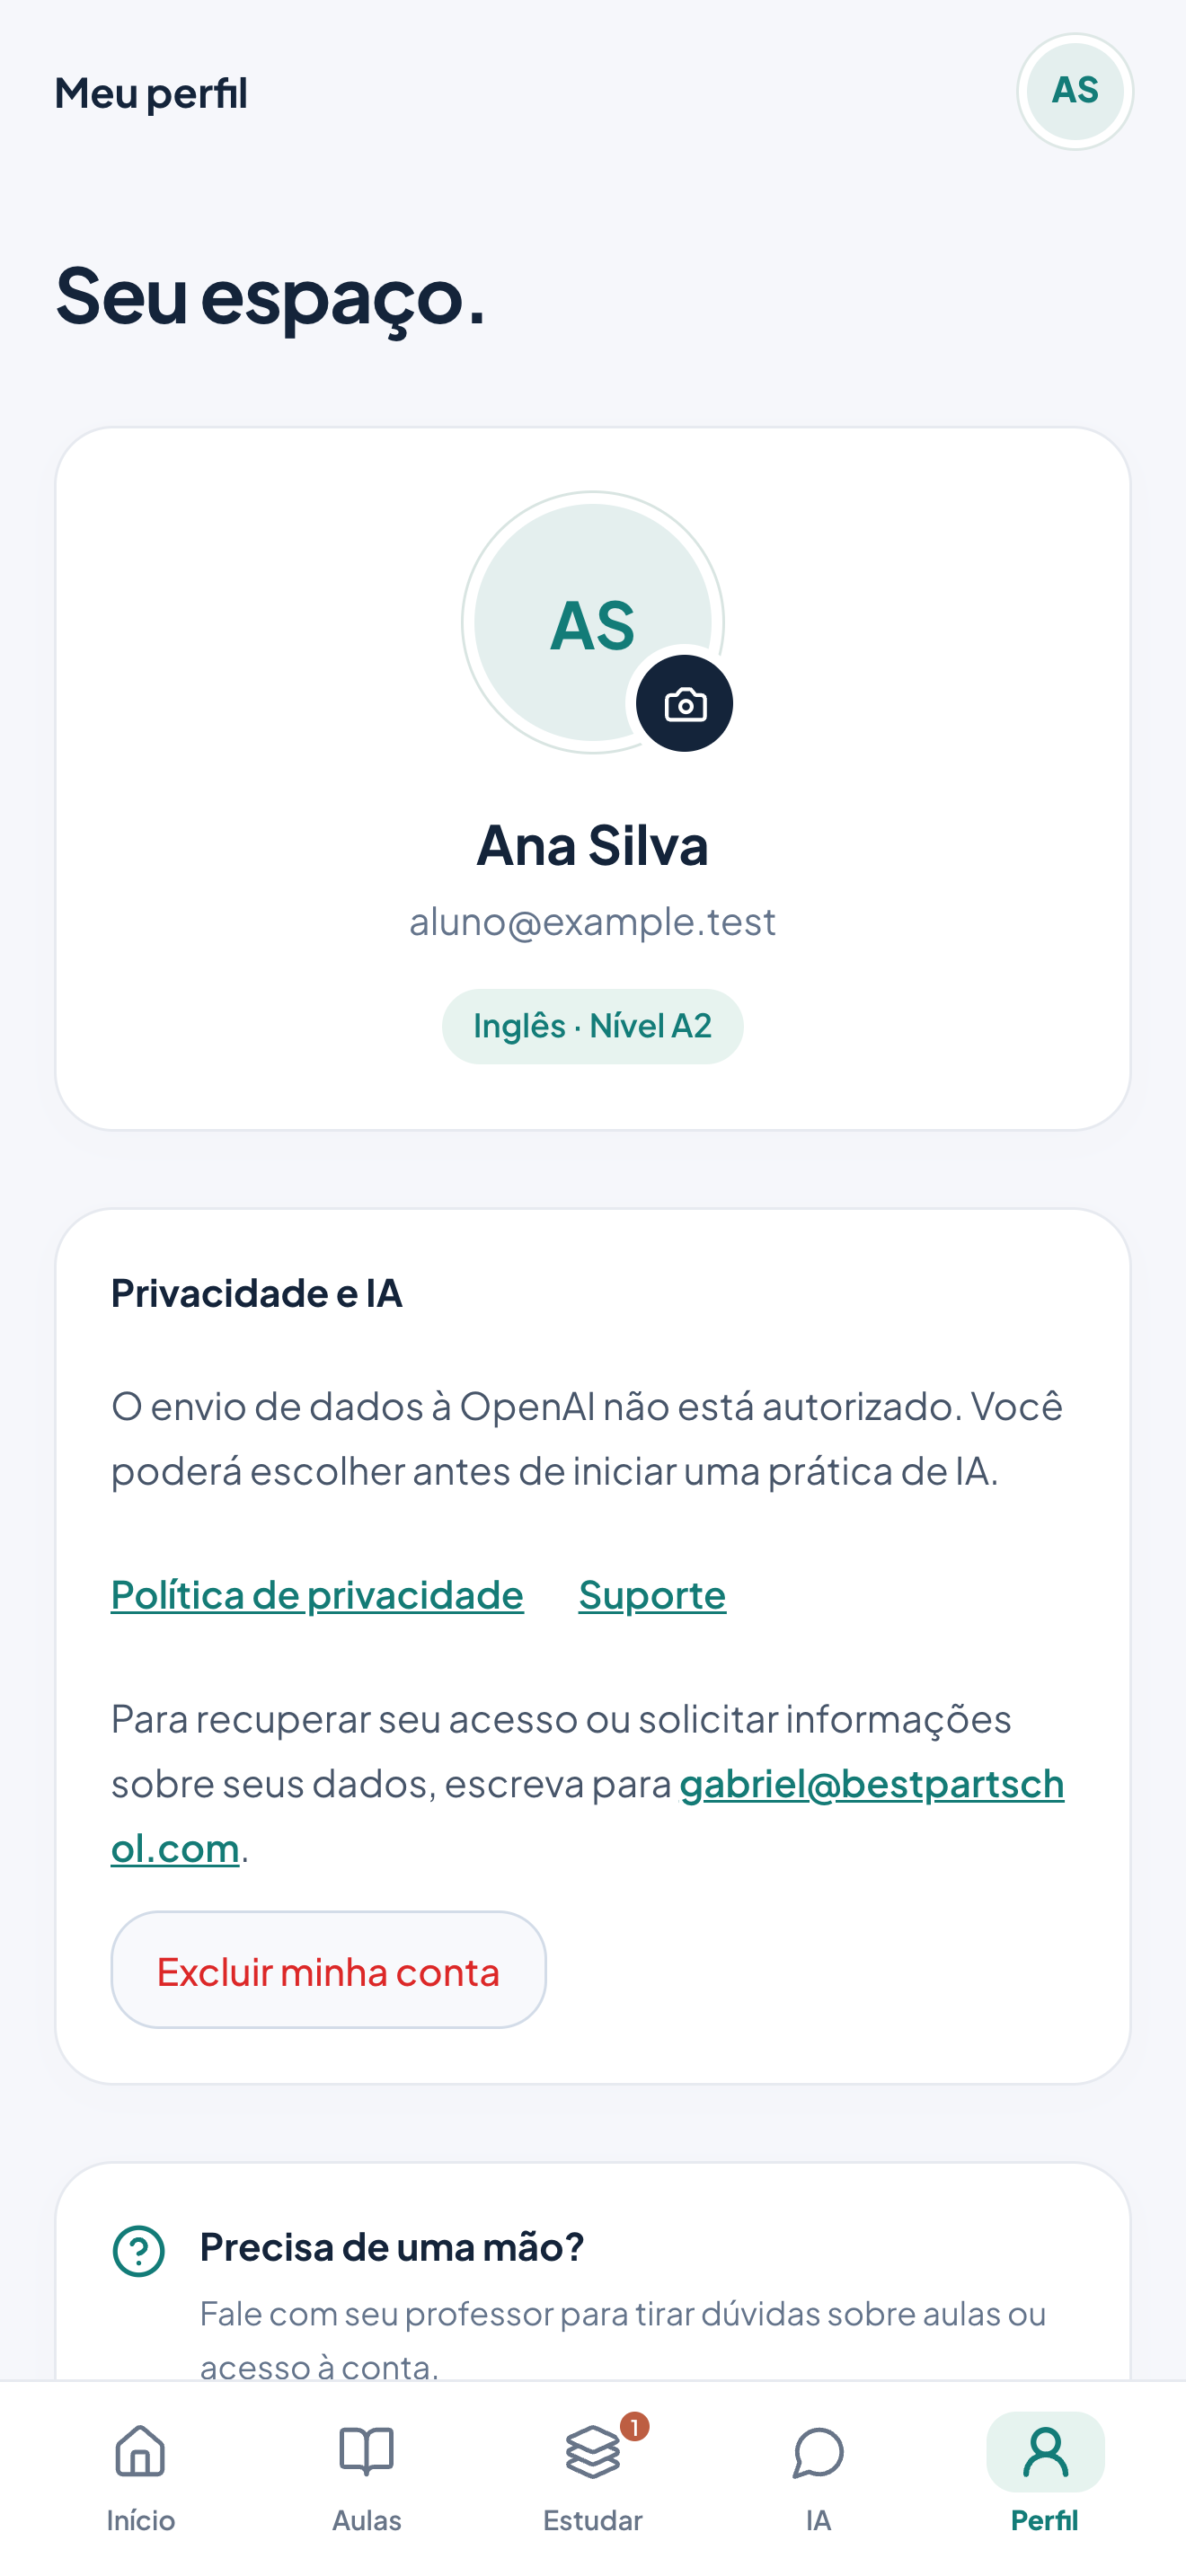 Meu perfil
AS
Seu espaço.
AS
Ana Silva
aluno@example.test
Inglês · Nível A2
Privacidade e IA
O envio de dados à OpenAI não está autorizado. Você
poderá escolher antes de iniciar uma prática de IA.
Política de privacidade Suporte
Para recuperar seu acesso ou solicitar informações
sobre seus dados, escreva para gabriel@bestpartsch
ol.com.
Excluir minha conta
Precisa de uma mão?
Fale com seu professor para tirar dúvidas sobre aulas ou
acesso à conta.
1
Início Aulas Estudar IA Perfil